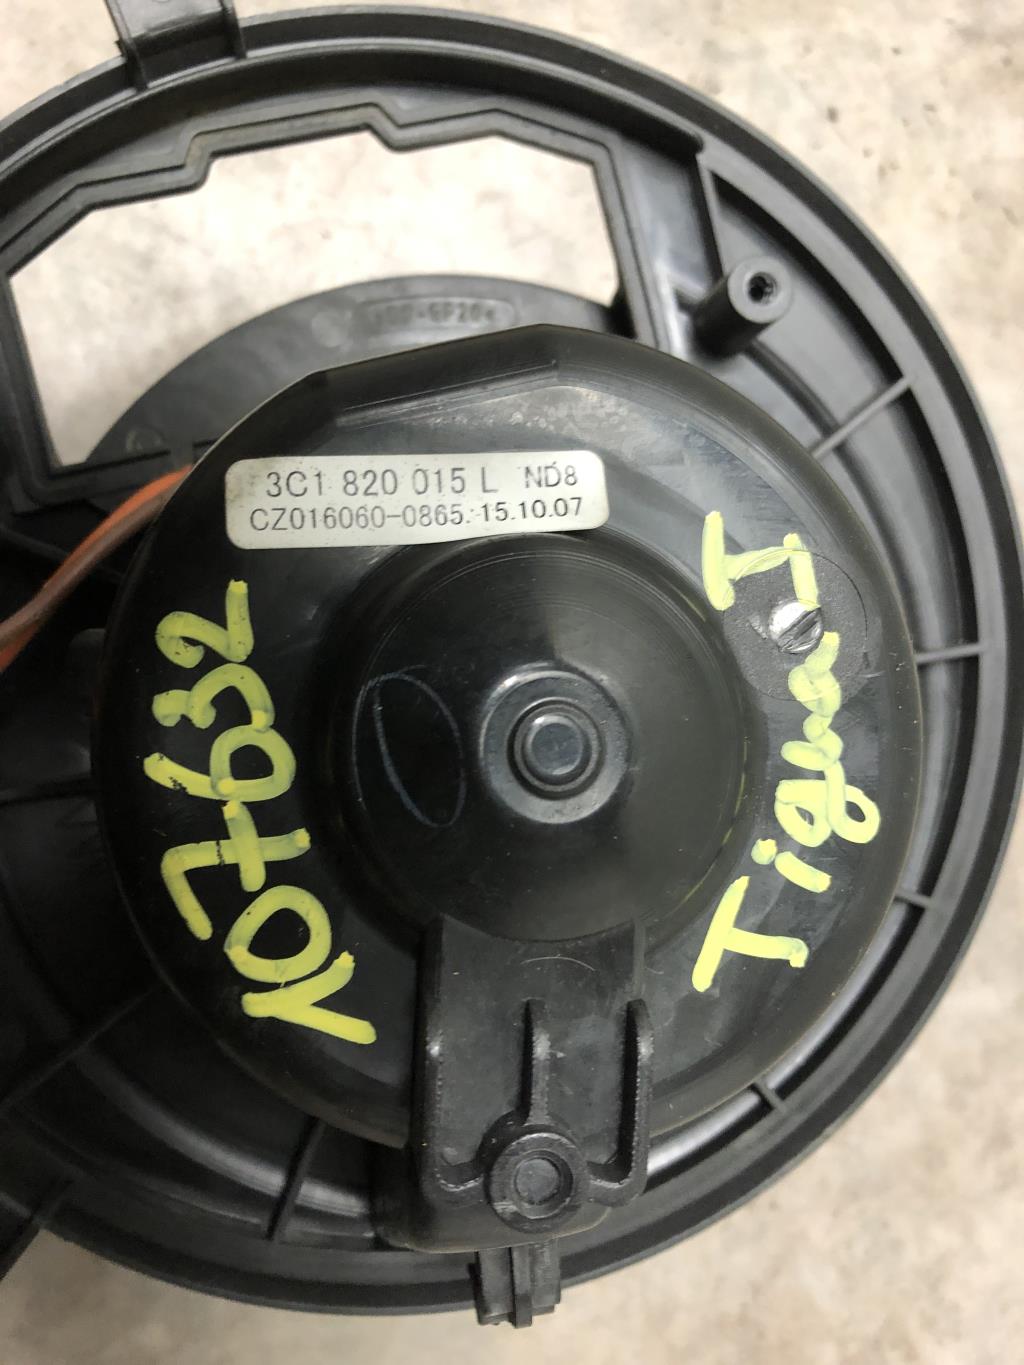 3C1 820 015 L ND8
CZ016060-0865. 15.10.07
107632
Tiguan I